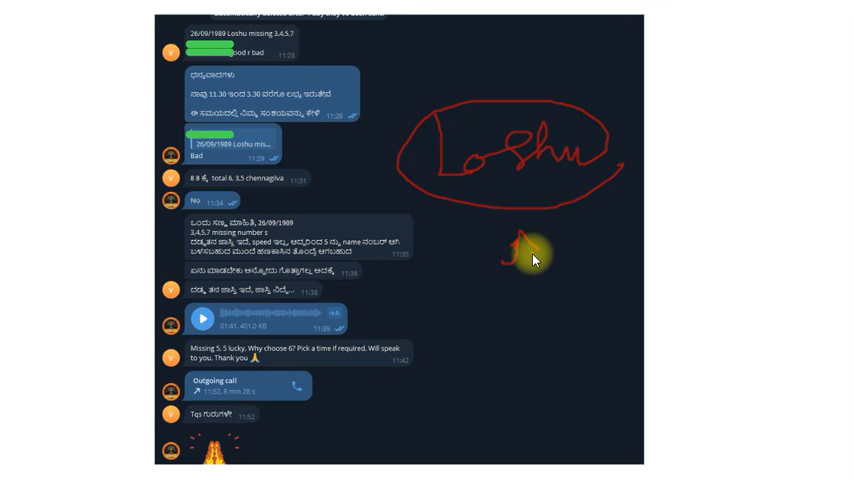 26/09/1989 Loshu missing 3,4,5,7
ood r bad
11:28
ಧನ್ಯವಾದಗಳು
ನಾವು 11.30 ಇಂದ 3.30 ವರೆಗೂ ಲಭ್ಯ ಇರುತೇವೆ
ಈ ಸಮಯದಲ್ಲಿ ನಿಮ್ಮ ಸಂಶಯವನ್ನು ಕೇಳಿ
11:28
26/09/1989 Loshu mis...
Bad
11:29
8 8 ಕ್ಕೆ total 6, 3,5 chennagilva
11:31
No
11:34
ಒಂದು ಸಣ್ಣ ಮಾಹಿತಿ, 26/09/1989
3,4,5,7 missing number s
ದಡ್ಡತನ ಜಾಸ್ತಿ ಇದೆ, speed ಇಲ್ಲ, ಆದ್ದರಿಂದ 5 ನ್ನು name ನಂಬರ್ ಆಗಿ
ಬಳಸಬಹುದ ಮುಂದೆ ಹಣಕಾಸಿನ ತೊಂದ್ರೆ ಆಗಬಹುದ
11:35
ಏನು ಮಾಡಬೇಕು ಅನ್ನೋದು ಗೊತ್ತಾಗಲ್ಲ ಅದಕ್ಕೆ
11:36
ದಡ್ಡ ತನ ಜಾಸ್ತಿ ಇದೆ, ಜಾಸ್ತಿ ನಿದ್ದೆ...
11:38
01:41, 401.0 KB
11:39
Missing 5, 5 lucky, Why choose 6? Pick a time if required, Will speak
to you, Thank you
11:42
Outgoing call
11:52, 8 min 28 s
Tqs ಗುರುಗಳೇ
11:52
Loshu
V
V
V
V